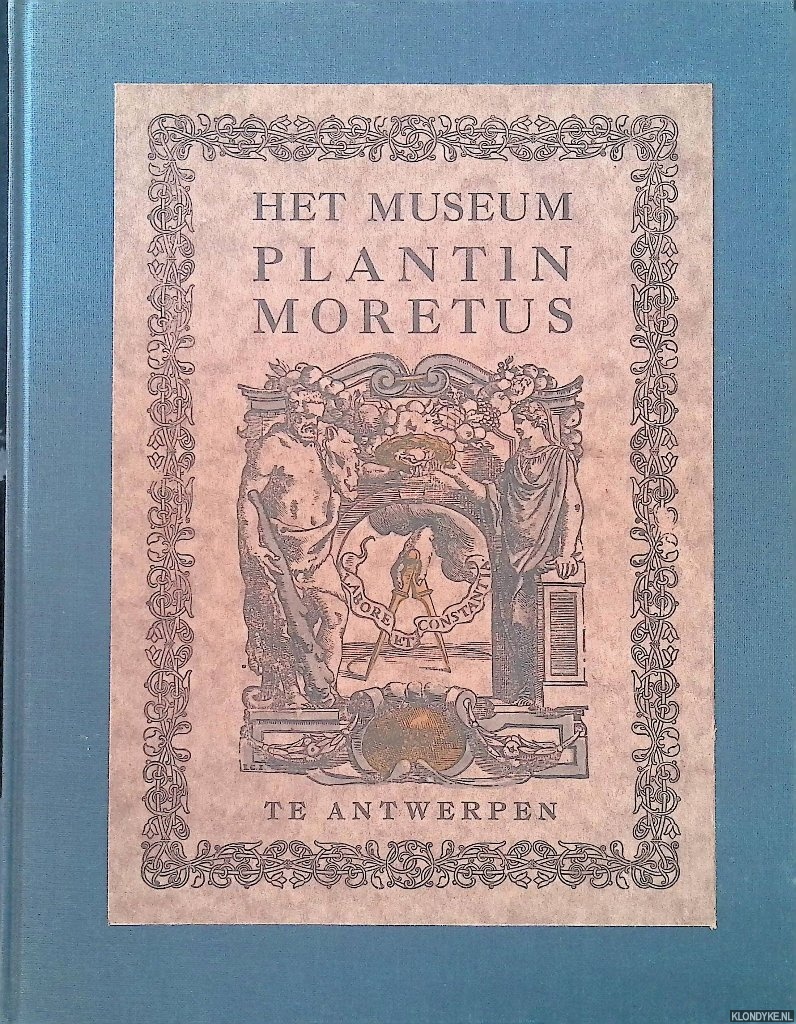 HET MUSEUM
PLANTIN
MORETUS
LABORE ET CONSTANTIA
TE ANTWERPEN
KLONDYKE.NL